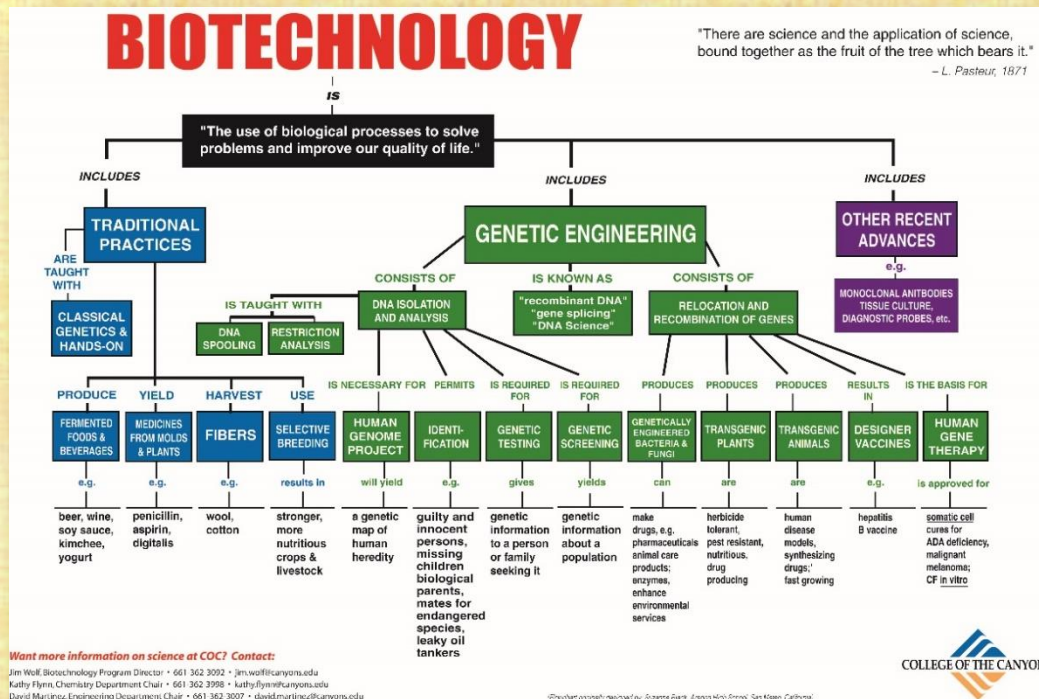 BIOTECHNOLOGY
"There are science and the application of science,
bound together as the fruit of the tree which bears it."
– L. Pasteur, 1871
IS
"The use of biological processes to solve
problems and improve our quality of life."
INCLUDES
INCLUDES
INCLUDES
TRADITIONAL
PRACTICES
GENETIC ENGINEERING
OTHER RECENT
ADVANCES
ARE
TAUGHT
WITH
CLASSICAL
GENETICS &
HANDS-ON
CONSISTS OF
IS KNOWN AS
CONSISTS OF
e.g.
IS TAUGHT WITH
DNA
SPOOLING
RESTRICTION
ANALYSIS
DNA ISOLATION
AND ANALYSIS
"recombinant DNA"
"gene splicing"
"DNA Science"
RELOCATION AND
RECOMBINATION OF GENES
MONOCLONAL ANITBODIES
TISSUE CULTURE,
DIAGNOSTIC PROBES, etc.
PRODUCE
FERMENTED
FOODS &
BEVERAGES
e.g.
beer, wine,
soy sauce,
kimchee,
yogurt
YIELD
MEDICINES
FROM MOLDS
& PLANTS
e.g.
penicillin,
aspirin,
digitalis
HARVEST
FIBERS
e.g.
wool,
cotton
USE
SELECTIVE
BREEDING
results in
stronger,
more
nutritious
crops &
livestock
IS NECESSARY FOR
HUMAN
GENOME
PROJECT
will yield
a genetic
map of
human
heredity
PERMITS
IDENTI-
FICATION
e.g.
guilty and
innocent
persons,
missing
children
biological
parents,
mates for
endangered
species,
leaky oil
tankers
IS REQUIRED
FOR
GENETIC
TESTING
gives
genetic
information
to a person
or family
seeking it
IS REQUIRED
FOR
GENETIC
SCREENING
yields
genetic
information
about a
population
PRODUCES
GENETICALLY
ENGINEERED
BACTERIA &
FUNGI
can
make
drugs, e.g.
pharmaceuticals
animal care
products;
enzymes,
enhance
environmental
services
PRODUCES
TRANSGENIC
PLANTS
are
herbicide
tolerant,
pest resistant,
nutritious.
drug
producing
PRODUCES
TRANSGENIC
ANIMALS
are
human
disease
models,
synthesizing
drugs;'
fast growing
RESULTS
IN
DESIGNER
VACCINES
e.g.
hepatitis
B vaccine
IS THE BASIS FOR
HUMAN
GENE
THERAPY
is approved for
somatic cell
cures for
ADA deficiency,
malignant
melanoma;
CF in vitro
Want more information on science at COC? Contact:
Jim Wolf, Biotechnology Program Director • 661-362-3092 • jim.wolf@canyons.edu
Kathy Flynn, Chemistry Department Chair • 661-362-3998 • kathy.flynn@canyons.edu
David Martinez, Engineering Department Chair • 661-362-3007 • david.martinez@canyons.edu
COLLEGE OF THE CANYO